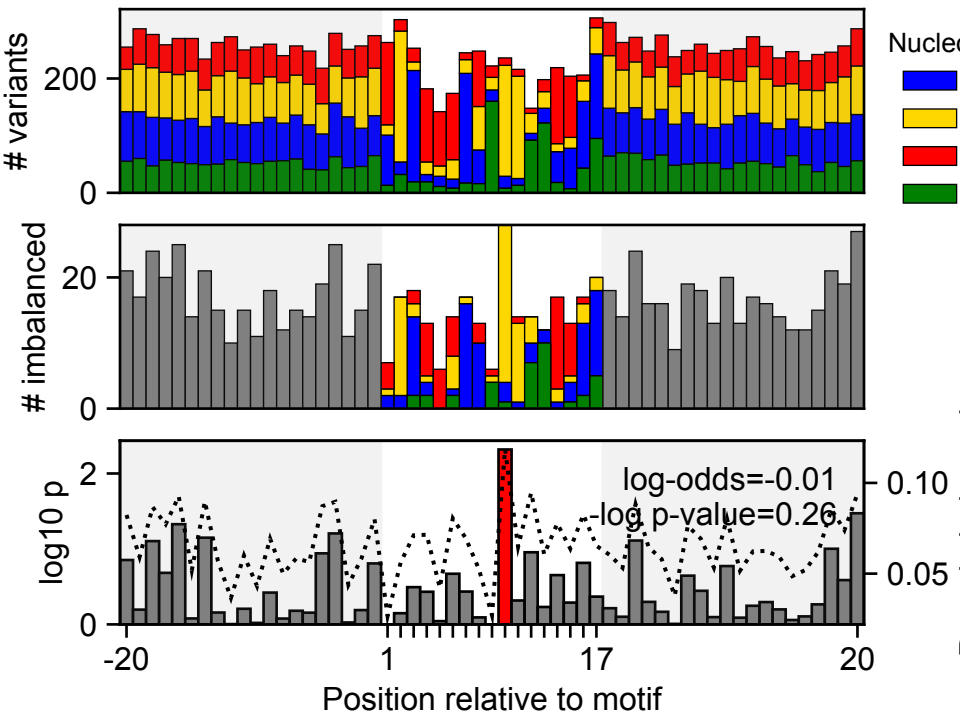 # variants
200
0
Nucleo
# imbalanced
20
0
log10 p
2
0
log-odds=-0.01
-log p-value=0.26
0.10
0.05
-20
1
17
20
Position relative to motif